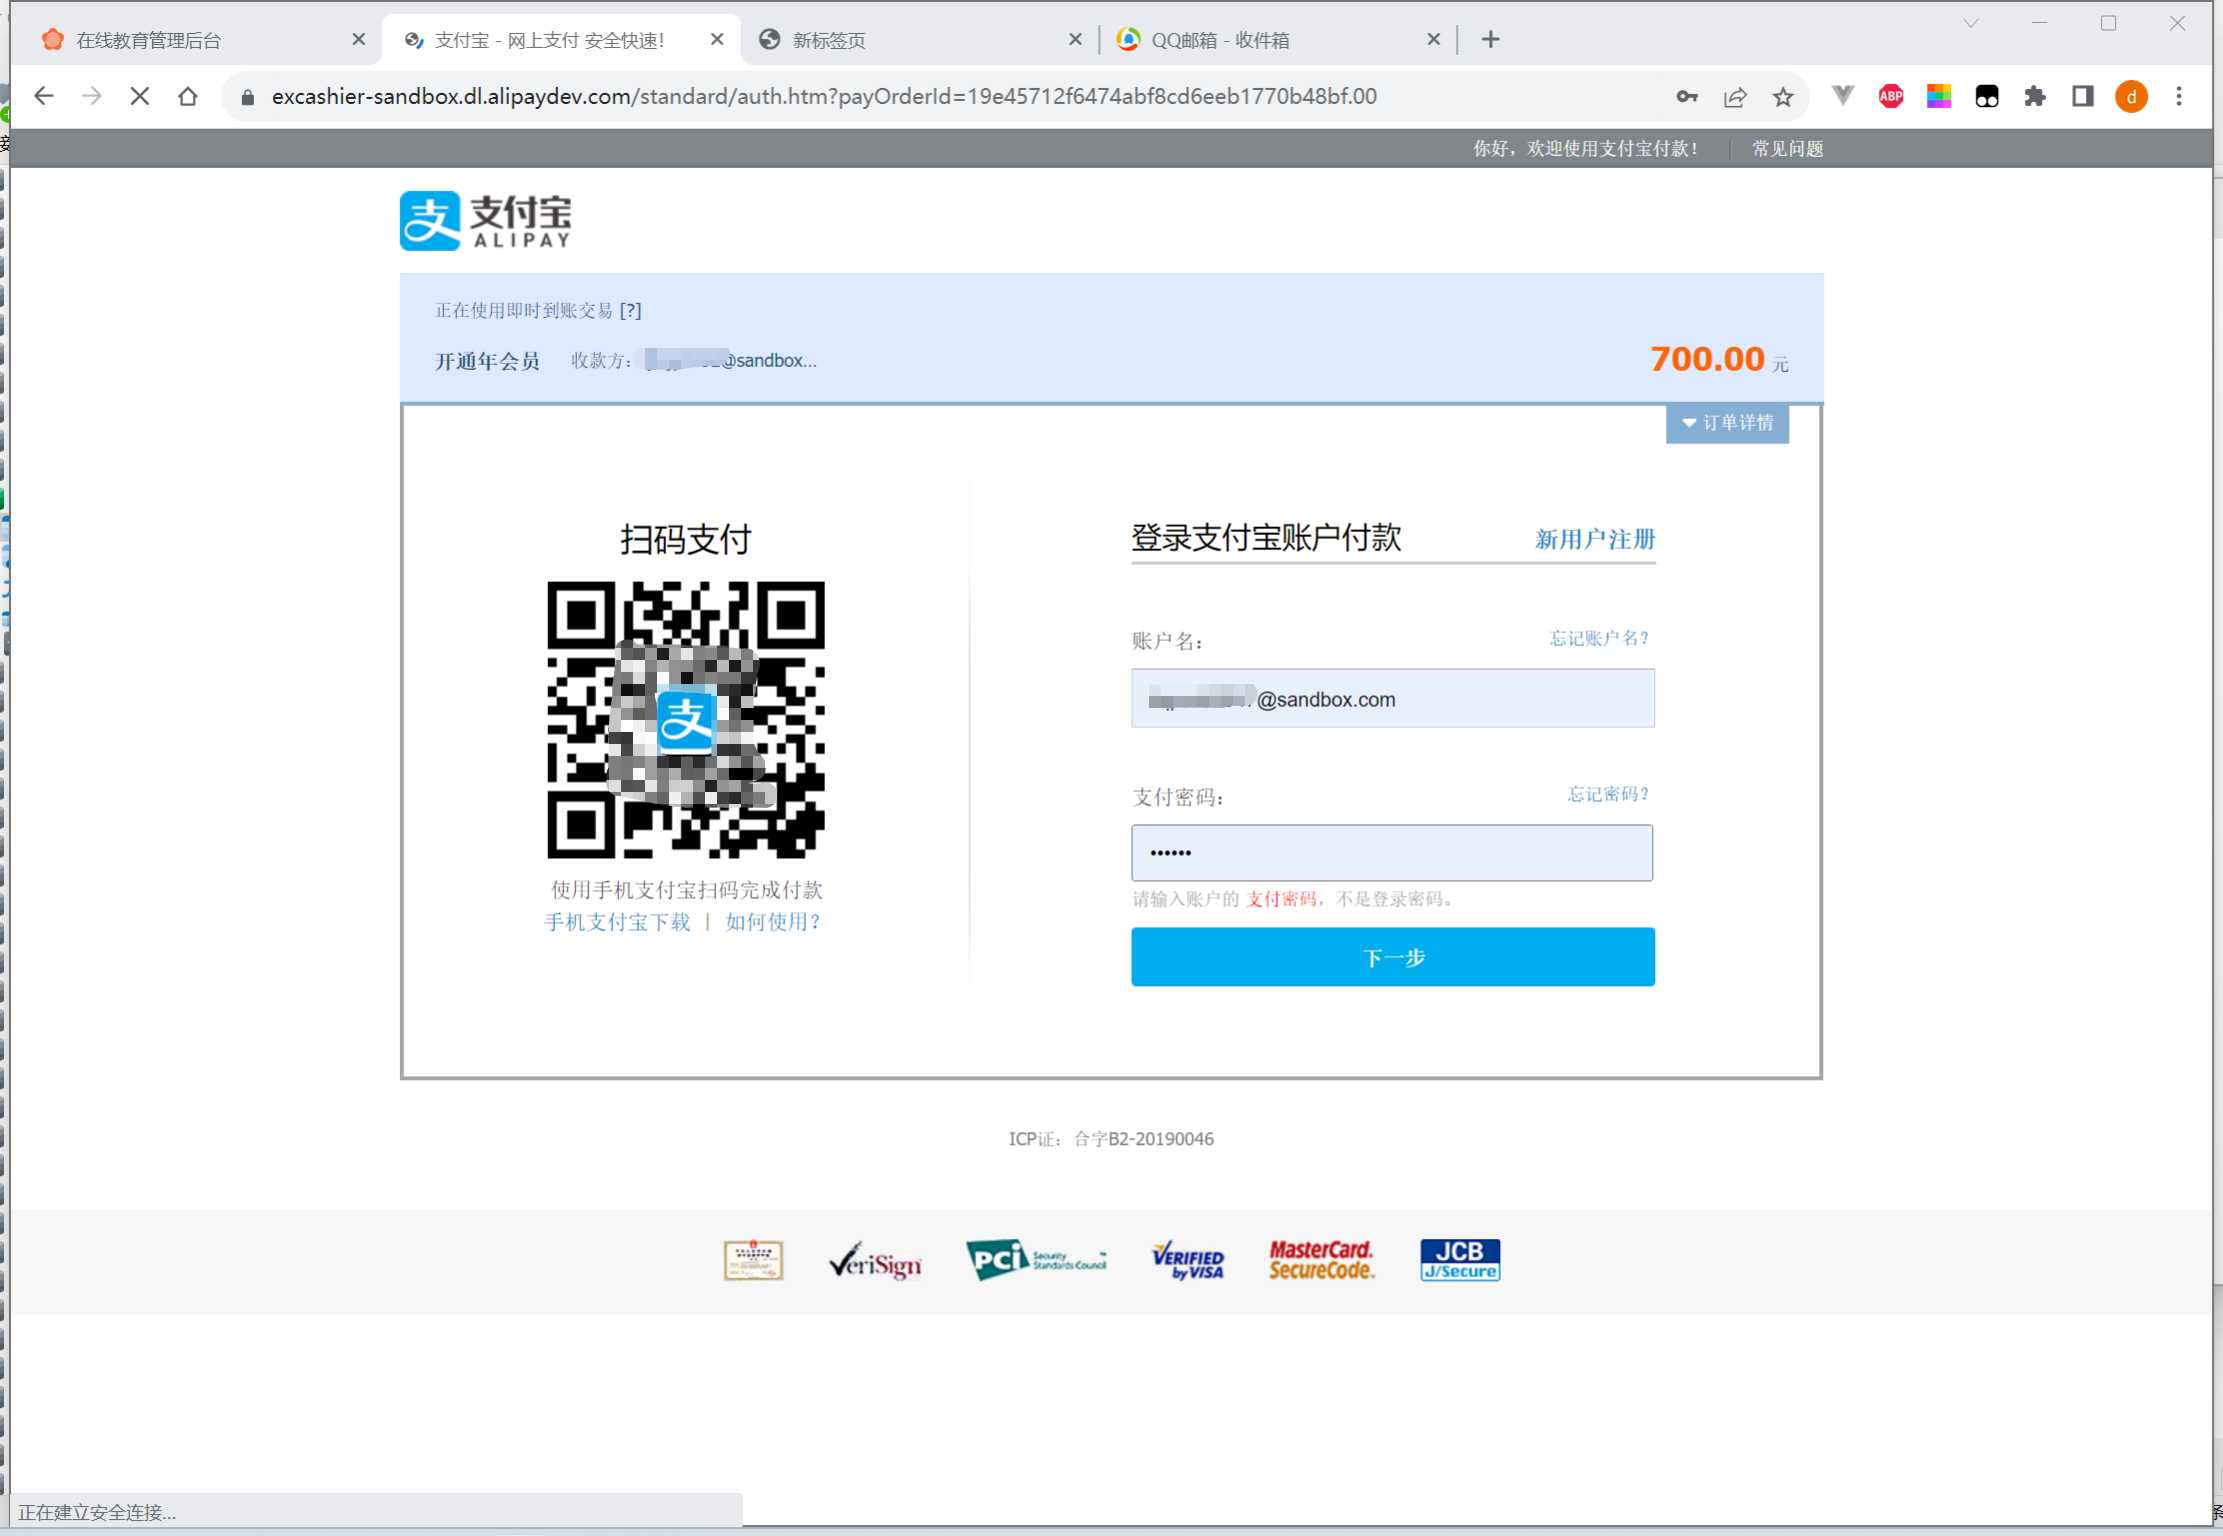 在线教育管理后台
支付宝 - 网上支付 安全快速!
新标签页
QQ邮箱 - 收件箱
excashier-sandbox.dl.alipaydev.com/standard/auth.htm?payOrderId=19e45712f6474abf8cd6eeb1770b48bf.00
ABP
d
你好，欢迎使用支付宝付款！
常见问题
支
支付宝
ALIPAY
正在使用即时到账交易 [?]
开通年会员 收款方： @sandbox...
700.00 元
订单详情
扫码支付
支
使用手机支付宝扫码完成付款
手机支付宝下载 | 如何使用？
登录支付宝账户付款
新用户注册
账户名：
忘记账户名？
@sandbox.com
支付密码：
忘记密码？
••••••
请输入账户的 支付密码，不是登录密码。
下一步
ICP证：合字B2-20190046
VeriSign
PCI Security Standards Council
VERIFIED by VISA
MasterCard. SecureCode.
JCB J/Secure
正在建立安全连接...